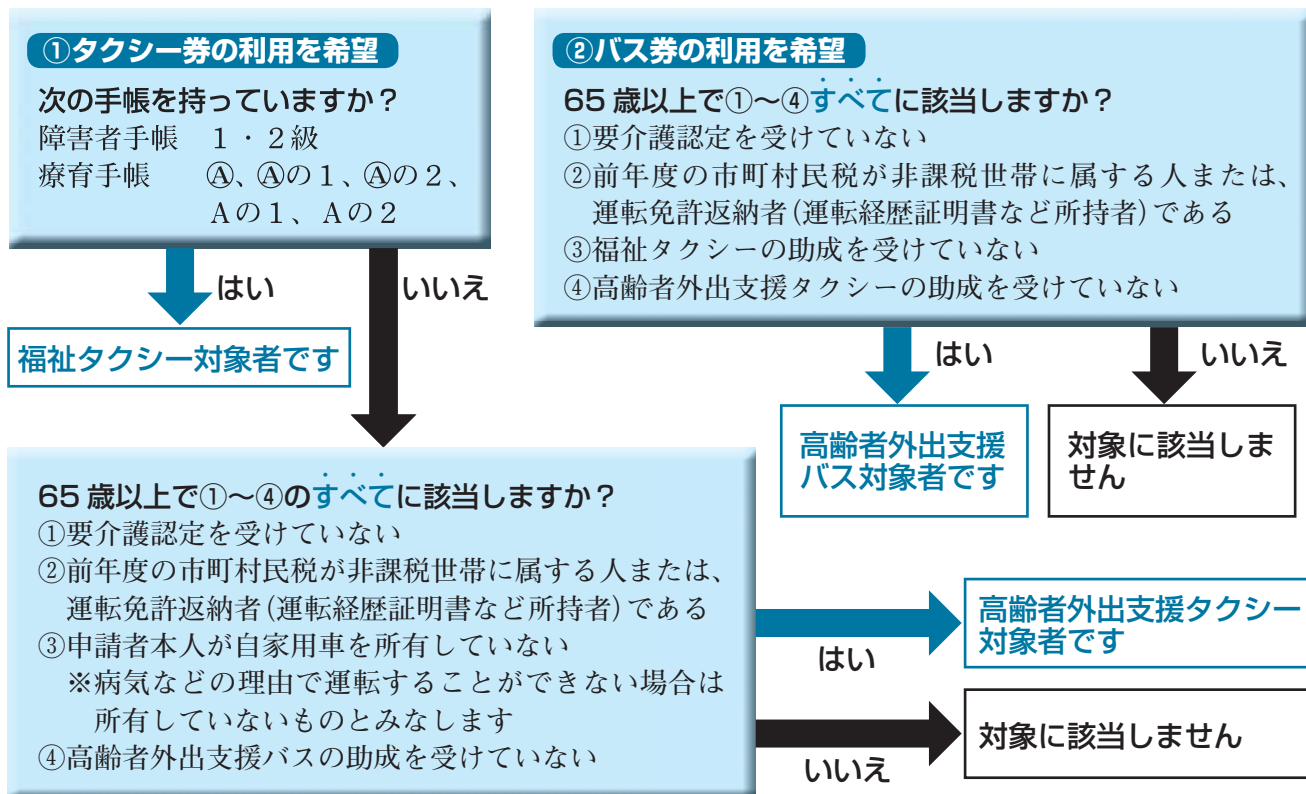 ①タクシー券の利用を希望
次の手帳を持っていますか？
障害者手帳　１・２級
療育手帳　Ⓐ、Ⓐの１、Ⓐの２、
Ａの１、Ａの２
はい
いいえ
福祉タクシー対象者です
②バス券の利用を希望
65歳以上で①〜④すべてに該当しますか？
①要介護認定を受けていない
②前年度の市町村民税が非課税世帯に属する人または、
運転免許返納者(運転経歴証明書など所持者)である
③福祉タクシーの助成を受けていない
④高齢者外出支援タクシーの助成を受けていない
はい
いいえ
高齢者外出支援
バス対象者です
対象に該当しま
せん
65歳以上で①〜④のすべてに該当しますか？
①要介護認定を受けていない
②前年度の市町村民税が非課税世帯に属する人または、
運転免許返納者(運転経歴証明書など所持者)である
③申請者本人が自家用車を所有していない
※病気などの理由で運転することができない場合は
所有していないものとみなします
④高齢者外出支援バスの助成を受けていない
はい
高齢者外出支援タクシー
対象者です
いいえ
対象に該当しません